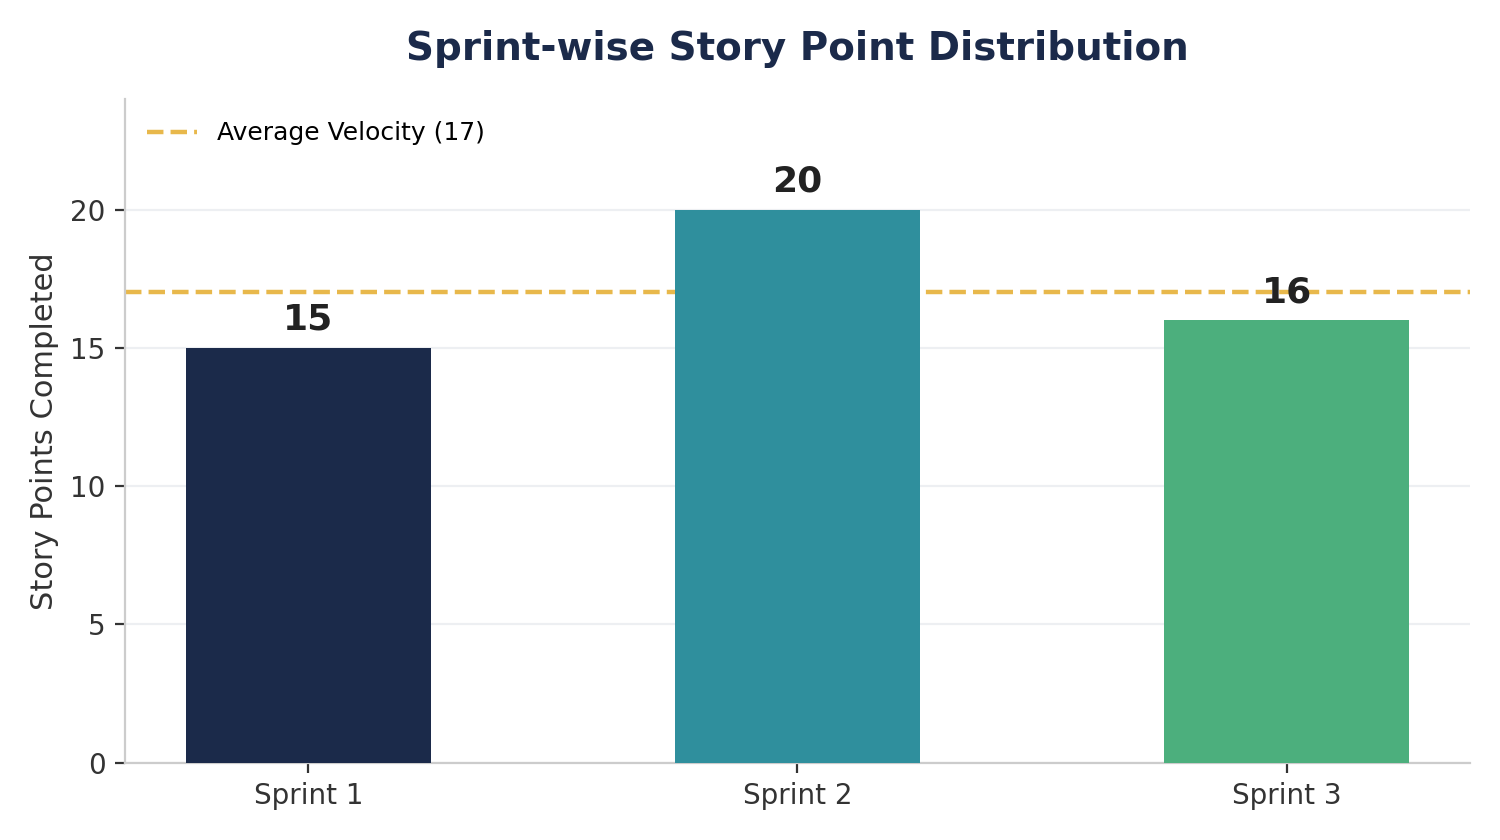 Sprint-wise Story Point Distribution
Average Velocity (17)
Story Points Completed
20
15
10
5
0
15
20
16
Sprint 1
Sprint 2
Sprint 3